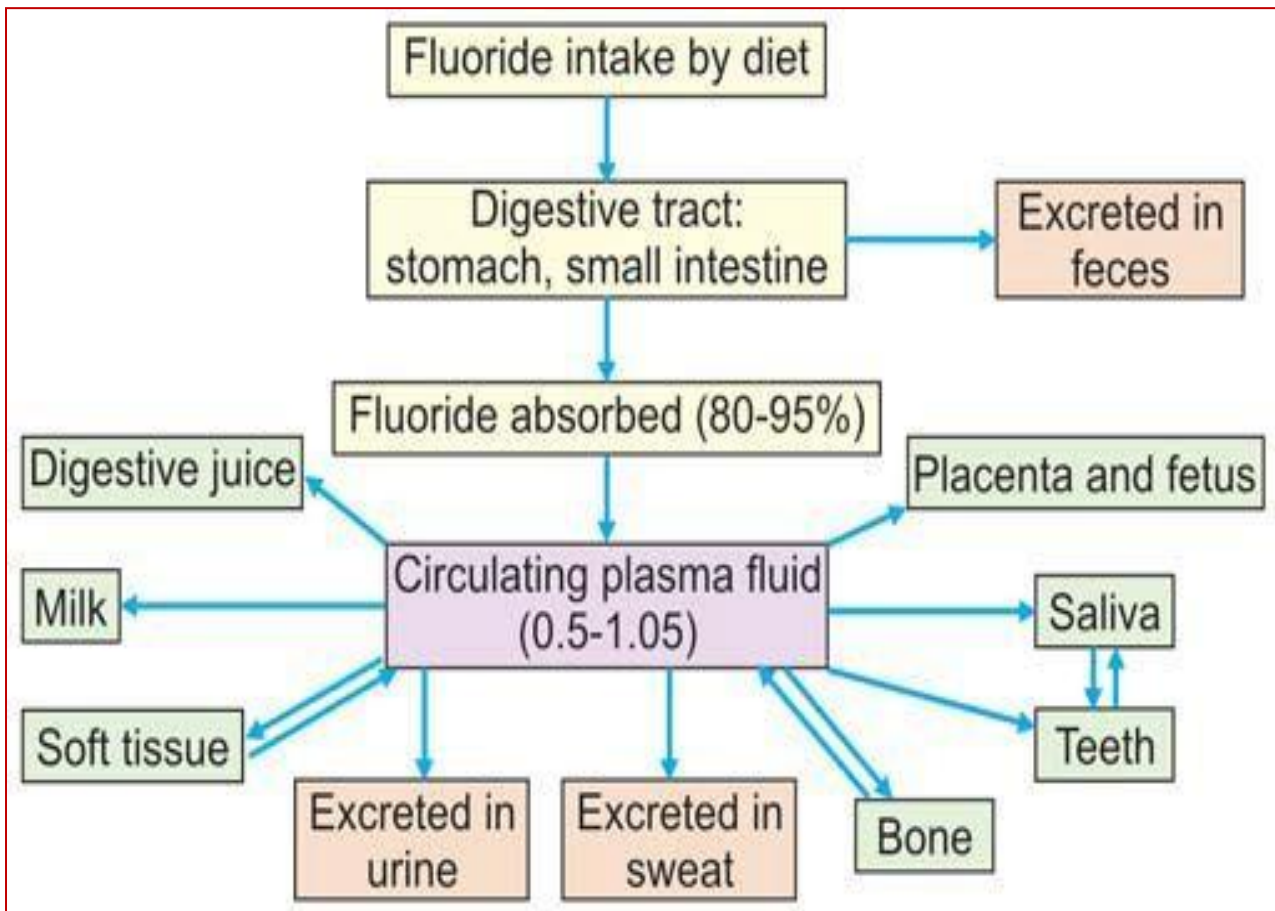 Fluoride intake by diet
Digestive tract:
stomach, small intestine
Excreted in
feces
Fluoride absorbed (80-95%)
Digestive juice
Placenta and fetus
Circulating plasma fluid
(0.5-1.05)
Milk
Saliva
Soft tissue
Teeth
Excreted in
urine
Excreted in
sweat
Bone